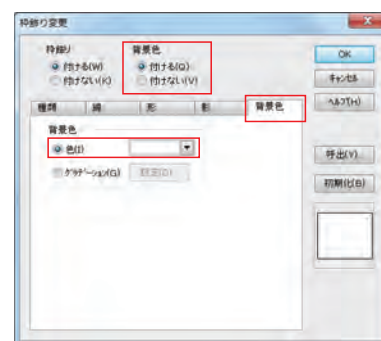 枠飾り変更
枠飾り
付ける(W)
付けない(K)
背景色
付ける(Q)
付けない(V)
OK
キャンセル
ヘルプ(H)
呼出(Y)
初期化(B)
種類 線 形 影 背景色
背景色
色(I)
グラデーション(G) 設定(D)